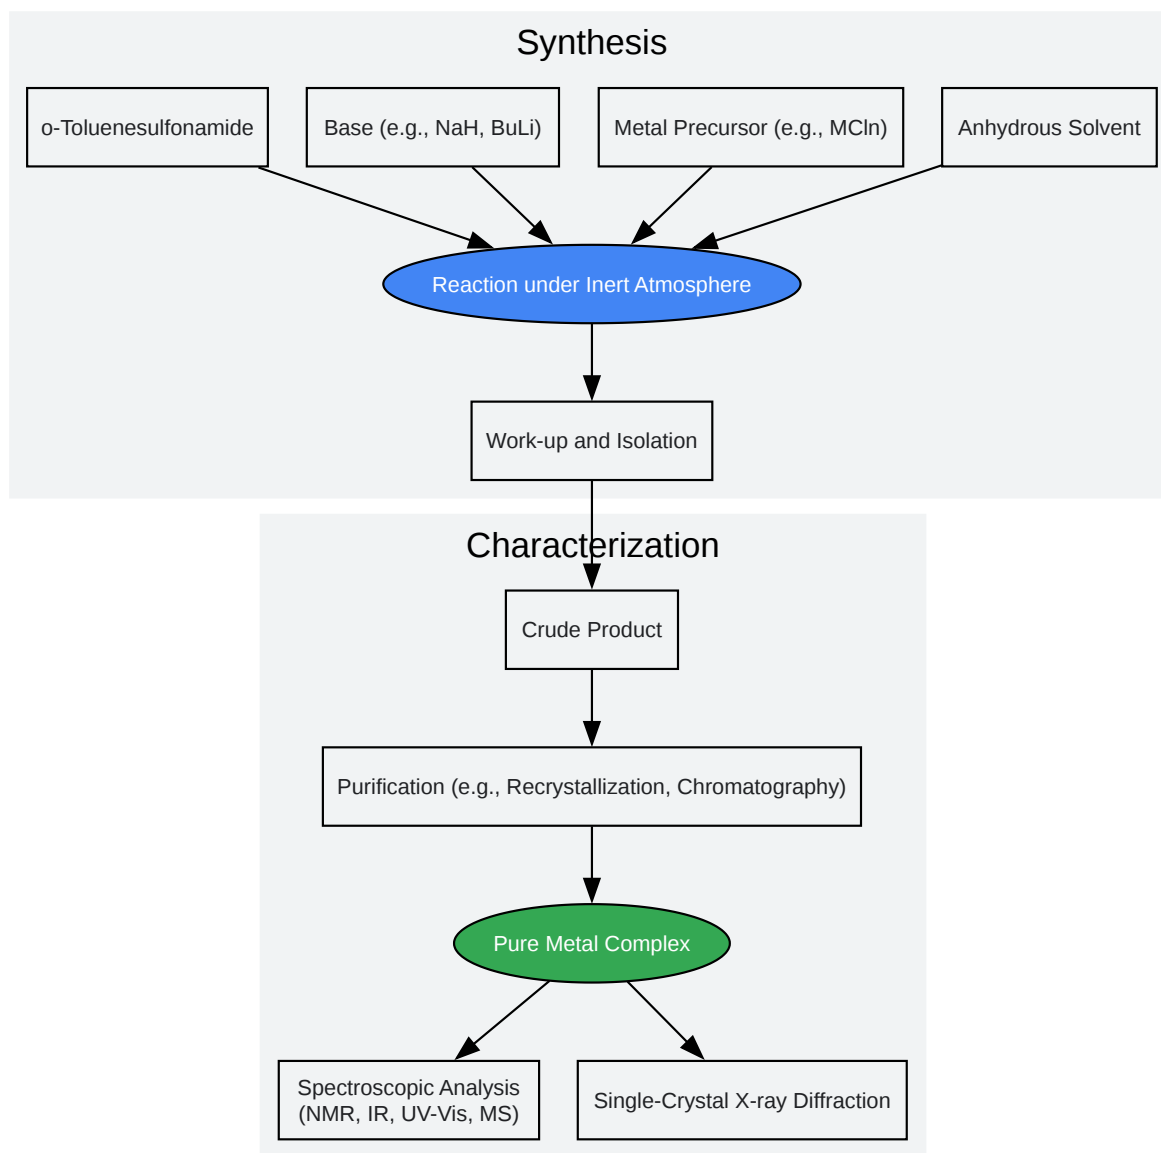 Synthesis
o-Toluenesulfonamide
Base (e.g., NaH, BuLi)
Metal Precursor (e.g., MCln)
Anhydrous Solvent
Reaction under Inert Atmosphere
Work-up and Isolation
Characterization
Crude Product
Purification (e.g., Recrystallization, Chromatography)
Pure Metal Complex
Spectroscopic Analysis
(NMR, IR, UV-Vis, MS)
Single-Crystal X-ray Diffraction